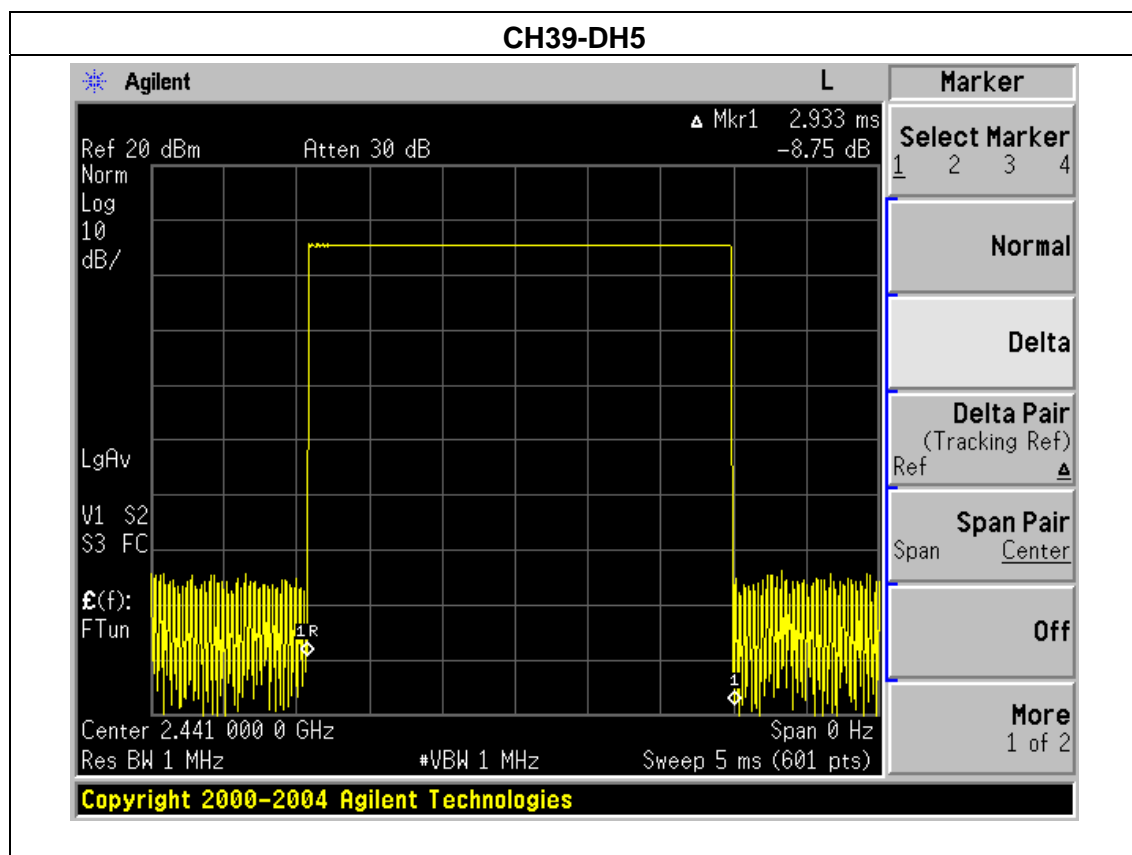 CH39-DH5
Agilent L Marker
Δ Mkr1 2.933 ms
Ref 20 dBm Atten 30 dB -8.75 dB
Norm
Log
10
dB/
LgAv
V1 S2
S3 FC
£(f):
FTun
1R
1
Center 2.441 000 0 GHz Span 0 Hz
Res BW 1 MHz #VBW 1 MHz Sweep 5 ms (601 pts)
Select Marker
1 2 3 4
Normal
Delta
Delta Pair
(Tracking Ref)
Ref Δ
Span Pair
Span Center
Off
More
1 of 2
Copyright 2000-2004 Agilent Technologies